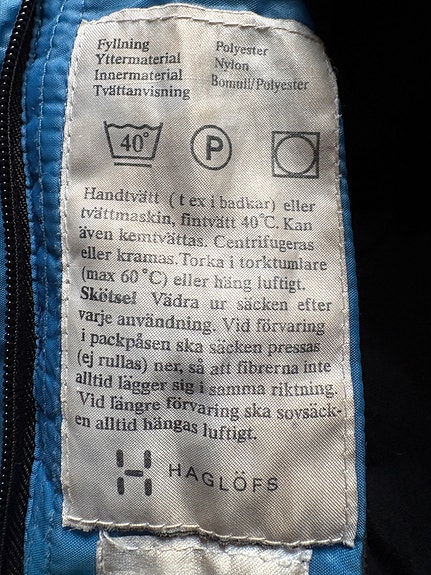 Fyllning Polyester
Yttermaterial Nylon
Innermaterial Bomull/Polyester
Tvättanvisning
40° P
Handtvätt (t ex i badkar) eller
tvättmaskin, fintvätt 40°C. Kan
även kemtvättas. Centrifugeras
eller kramas. Torka i torktumlare
(max 60°C) eller häng luftigt.
Skötsel Vädra ur säcken efter
varje användning. Vid förvaring
i packpåsen ska säcken pressas
(ej rullas) ner, så att fibrerna inte
alltid lägger sig i samma riktning.
Vid längre förvaring ska sovsäck-
en alltid hängas luftigt.
HAGLÖFS